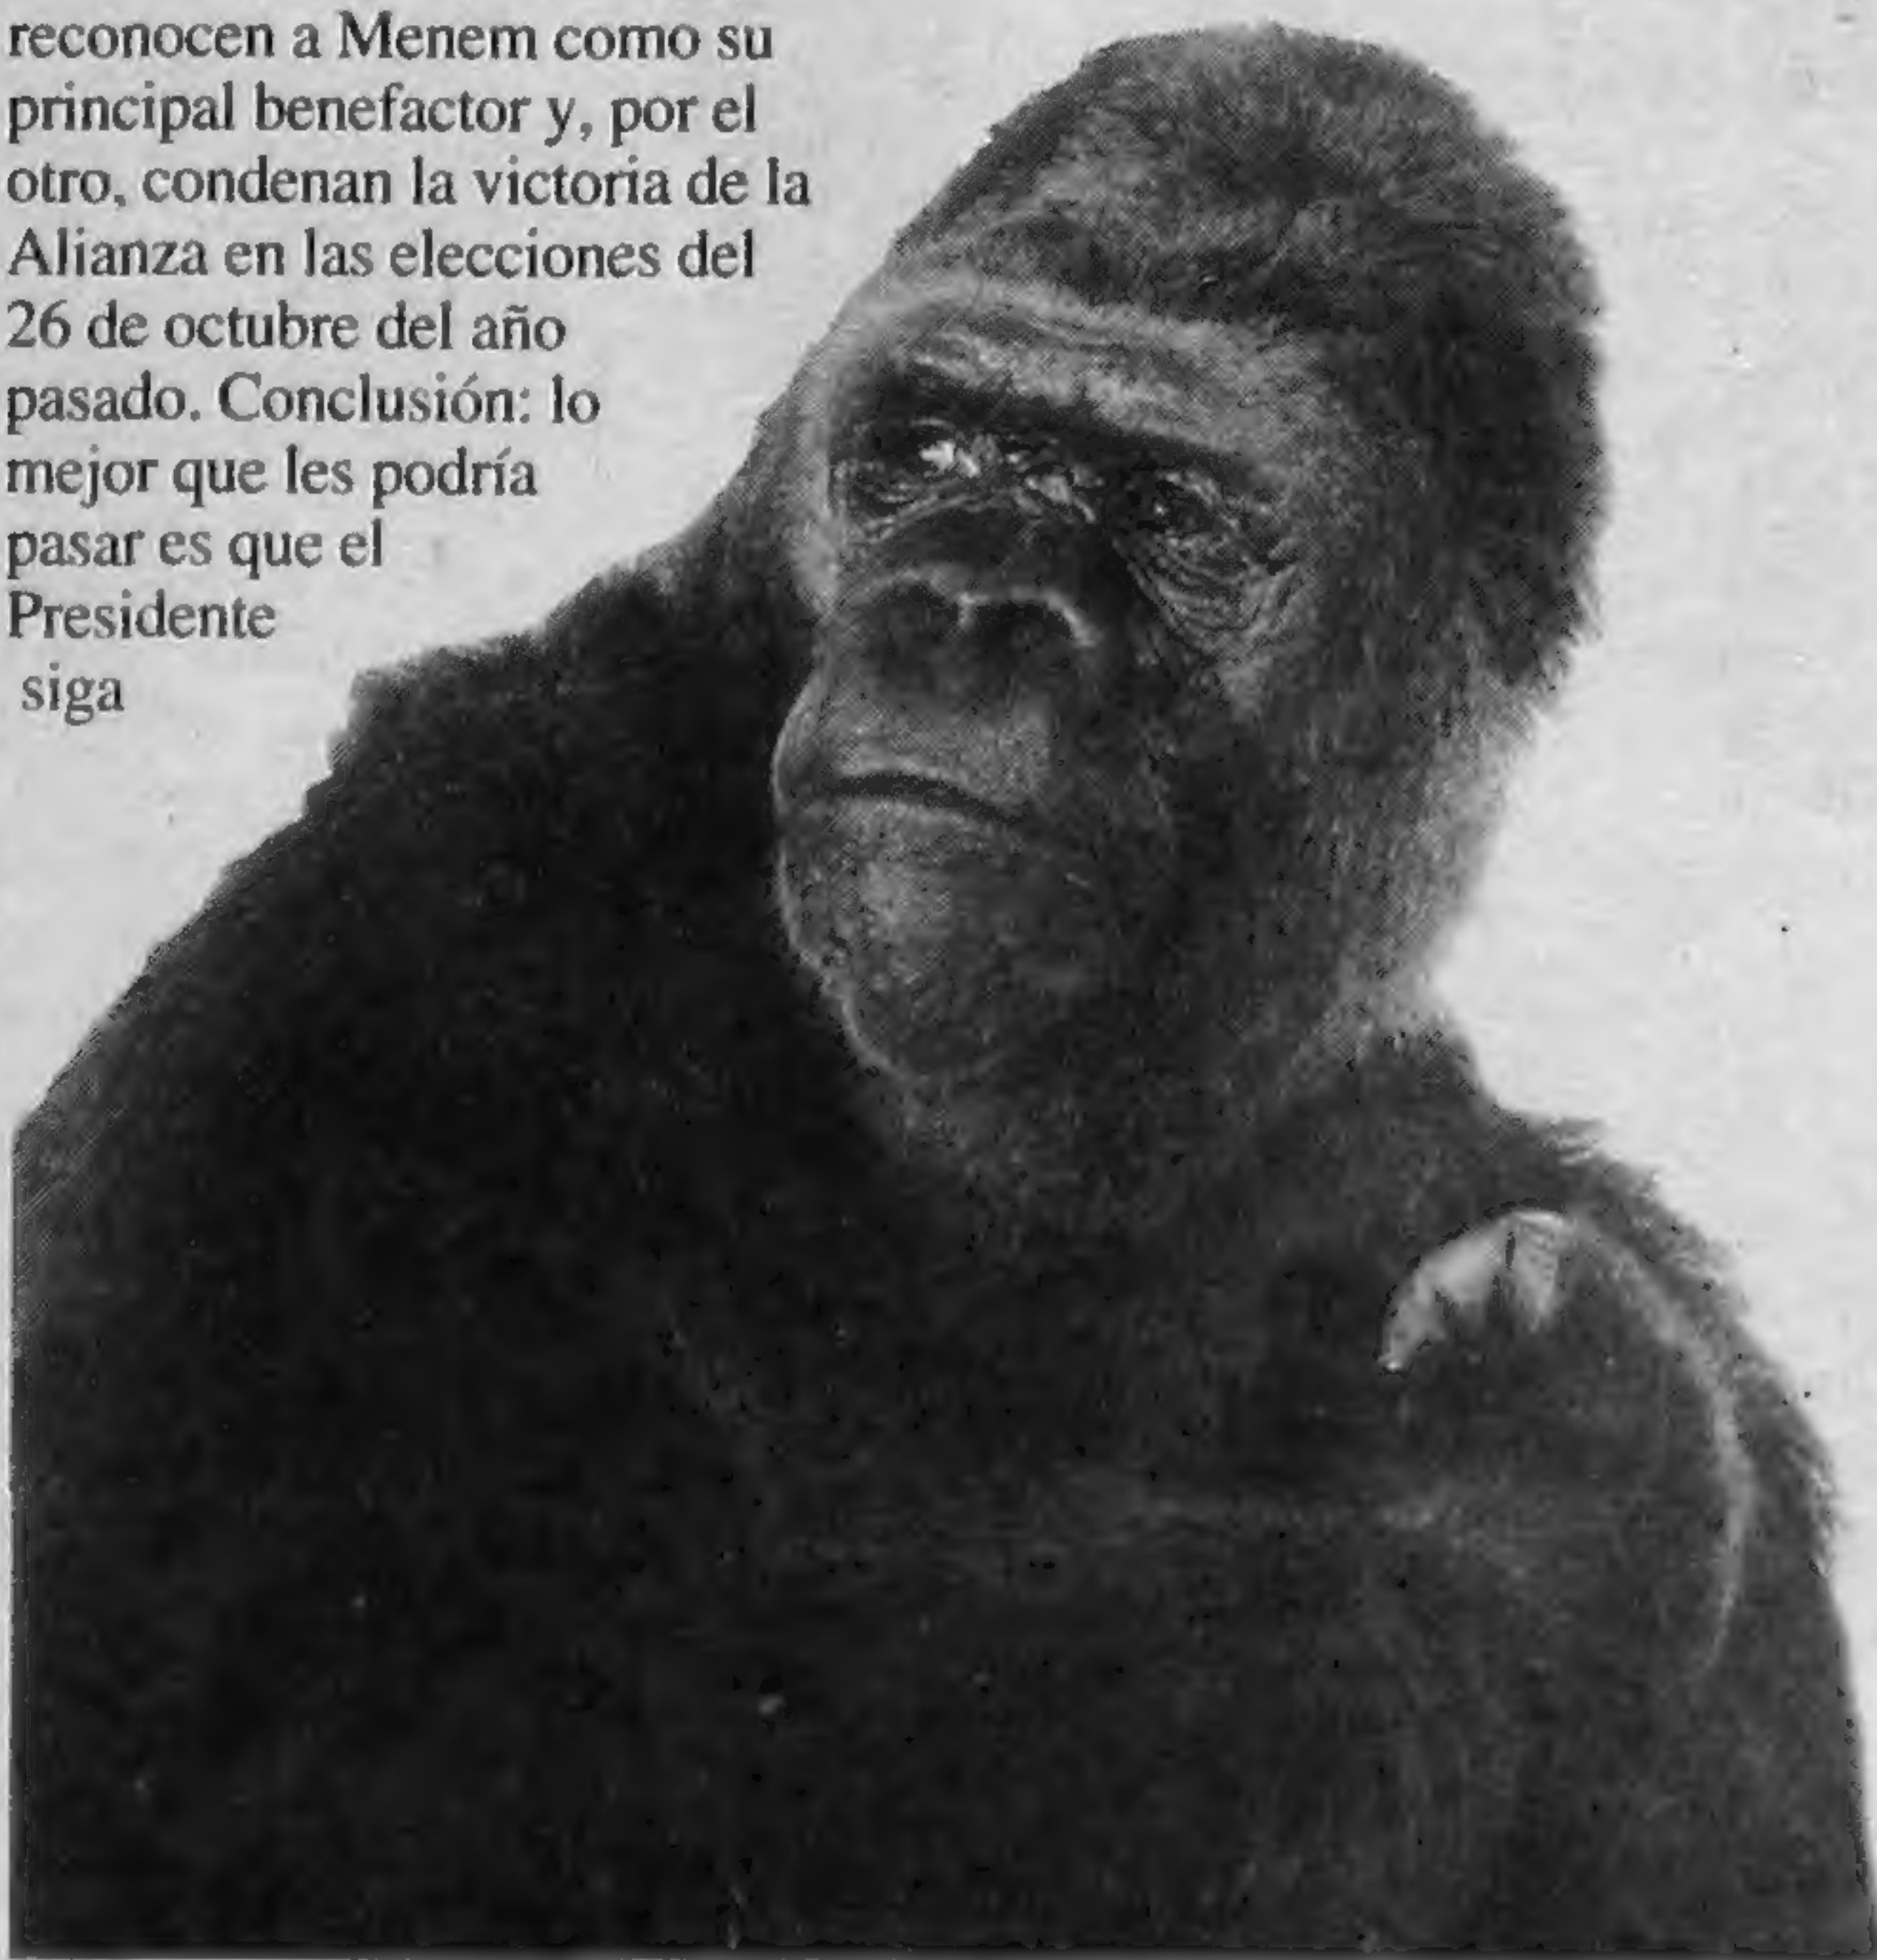 reconocen a Menem como su
principal benefactor y, por el
otro, condenan la victoria de la
Alianza en las elecciones del
26 de octubre del año
pasado. Conclusión: lo
mejor que les podría
pasar es que el
Presidente
siga